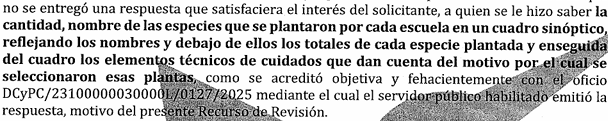 no se entregó una respuesta que satisfaciera el interés del solicitante, a quien se le hizo saber la
cantidad, nombre de las especies que se plantaron por cada escuela en un cuadro sinóptico,
reflejando los nombres y debajo de ellos los totales de cada especie plantada y enseguida
del cuadro los elementos técnicos de cuidados que dan cuenta del motivo por el cual se
seleccionaron esas plantas, como se acreditó objetiva y fehacientemente con el oficio
DCyPC/23100000030000L/0127/2025 mediante el cual el servidor público habilitado emitió la
respuesta, motivo del presente Recurso de Revisión.